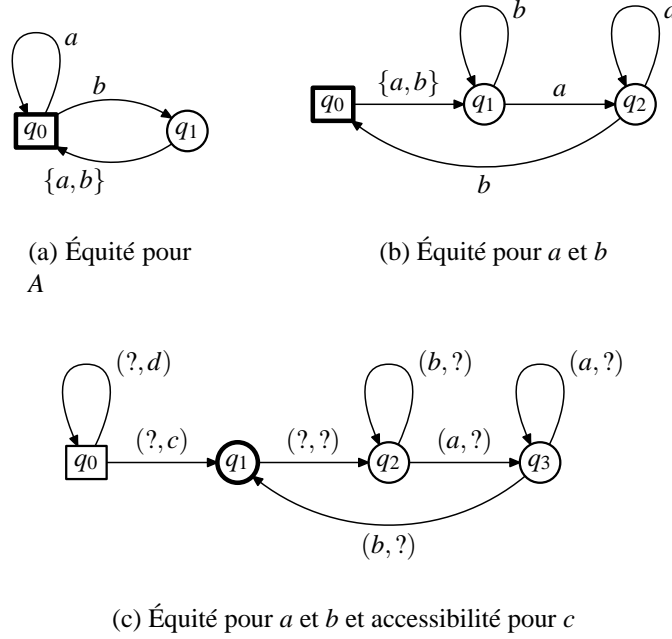 a
b
q0
q1
{a,b}
(a) Équité pour
A
b
a
{a,b}
a
q0
q1
q2
b
(b) Équité pour a et b
(?,d)
(b,?)
(a,?)
(?,c)
(?,?)
(a,?)
q0
q1
q2
q3
(b,?)
(c) Équité pour a et b et accessibilité pour c